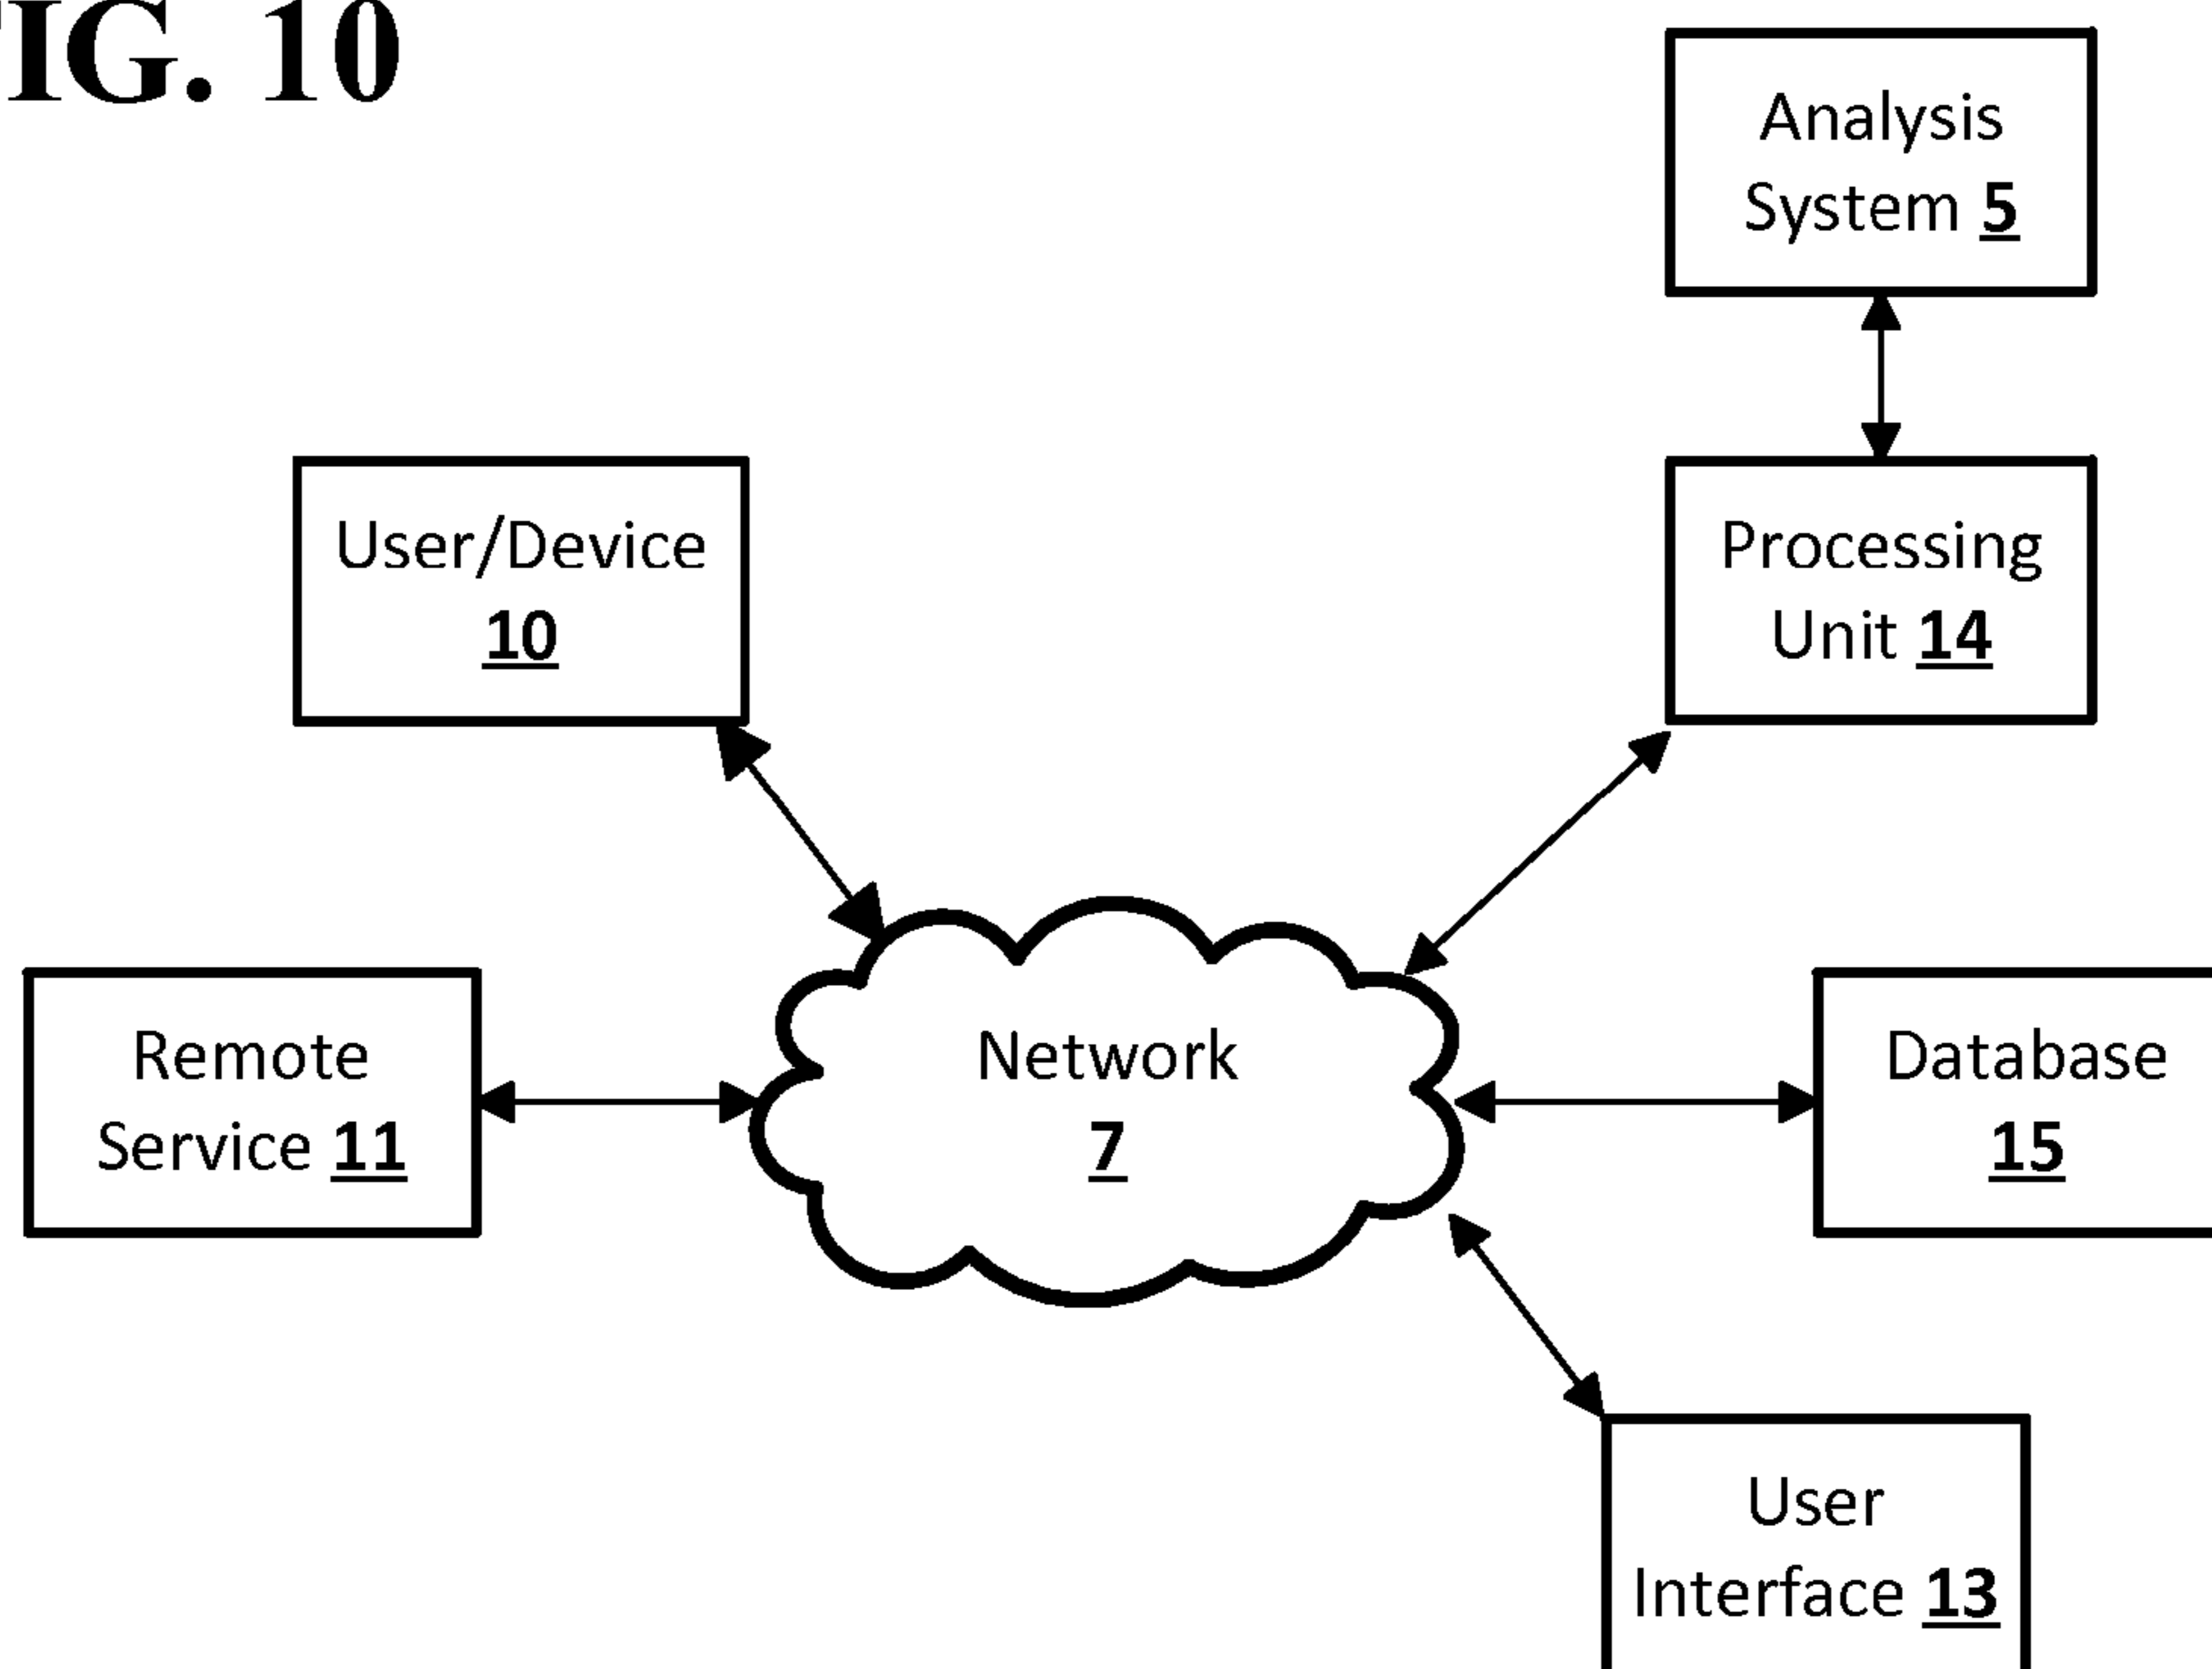 FIG. 10
Analysis
System 5
User/Device
10
Processing
Unit 14
Remote
Service 11
Network
7
Database
15
User
Interface 13